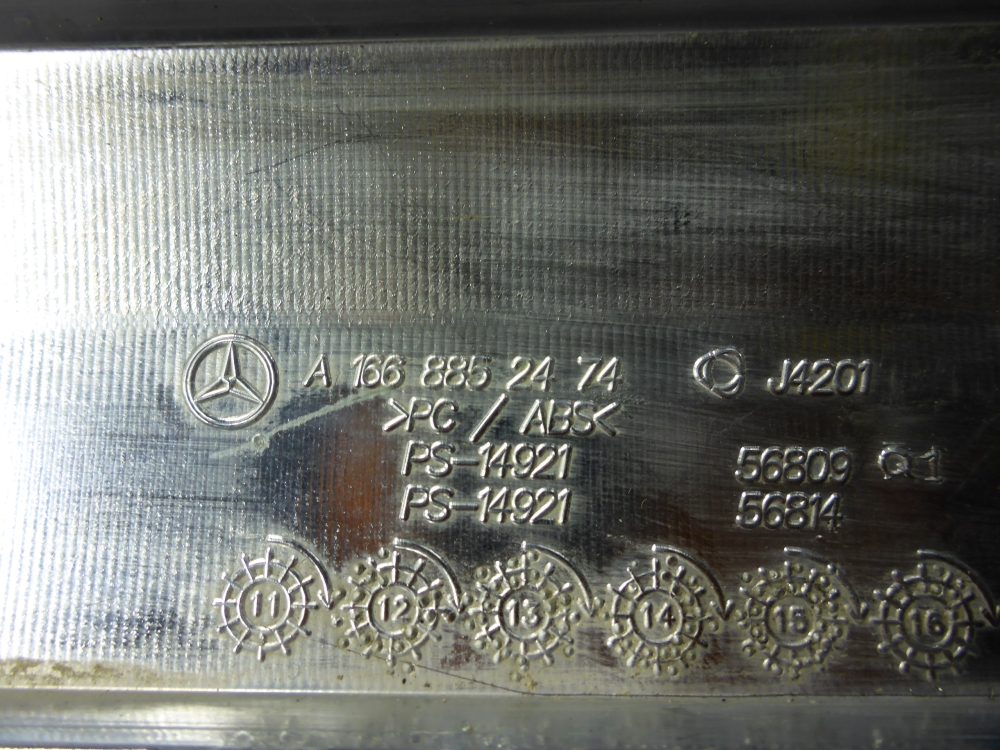 A 166 885 24 74 J4201
>PC / ABS<
PS-14921 56809 Q1
PS-14921 56814
11 12 13 14 15 16